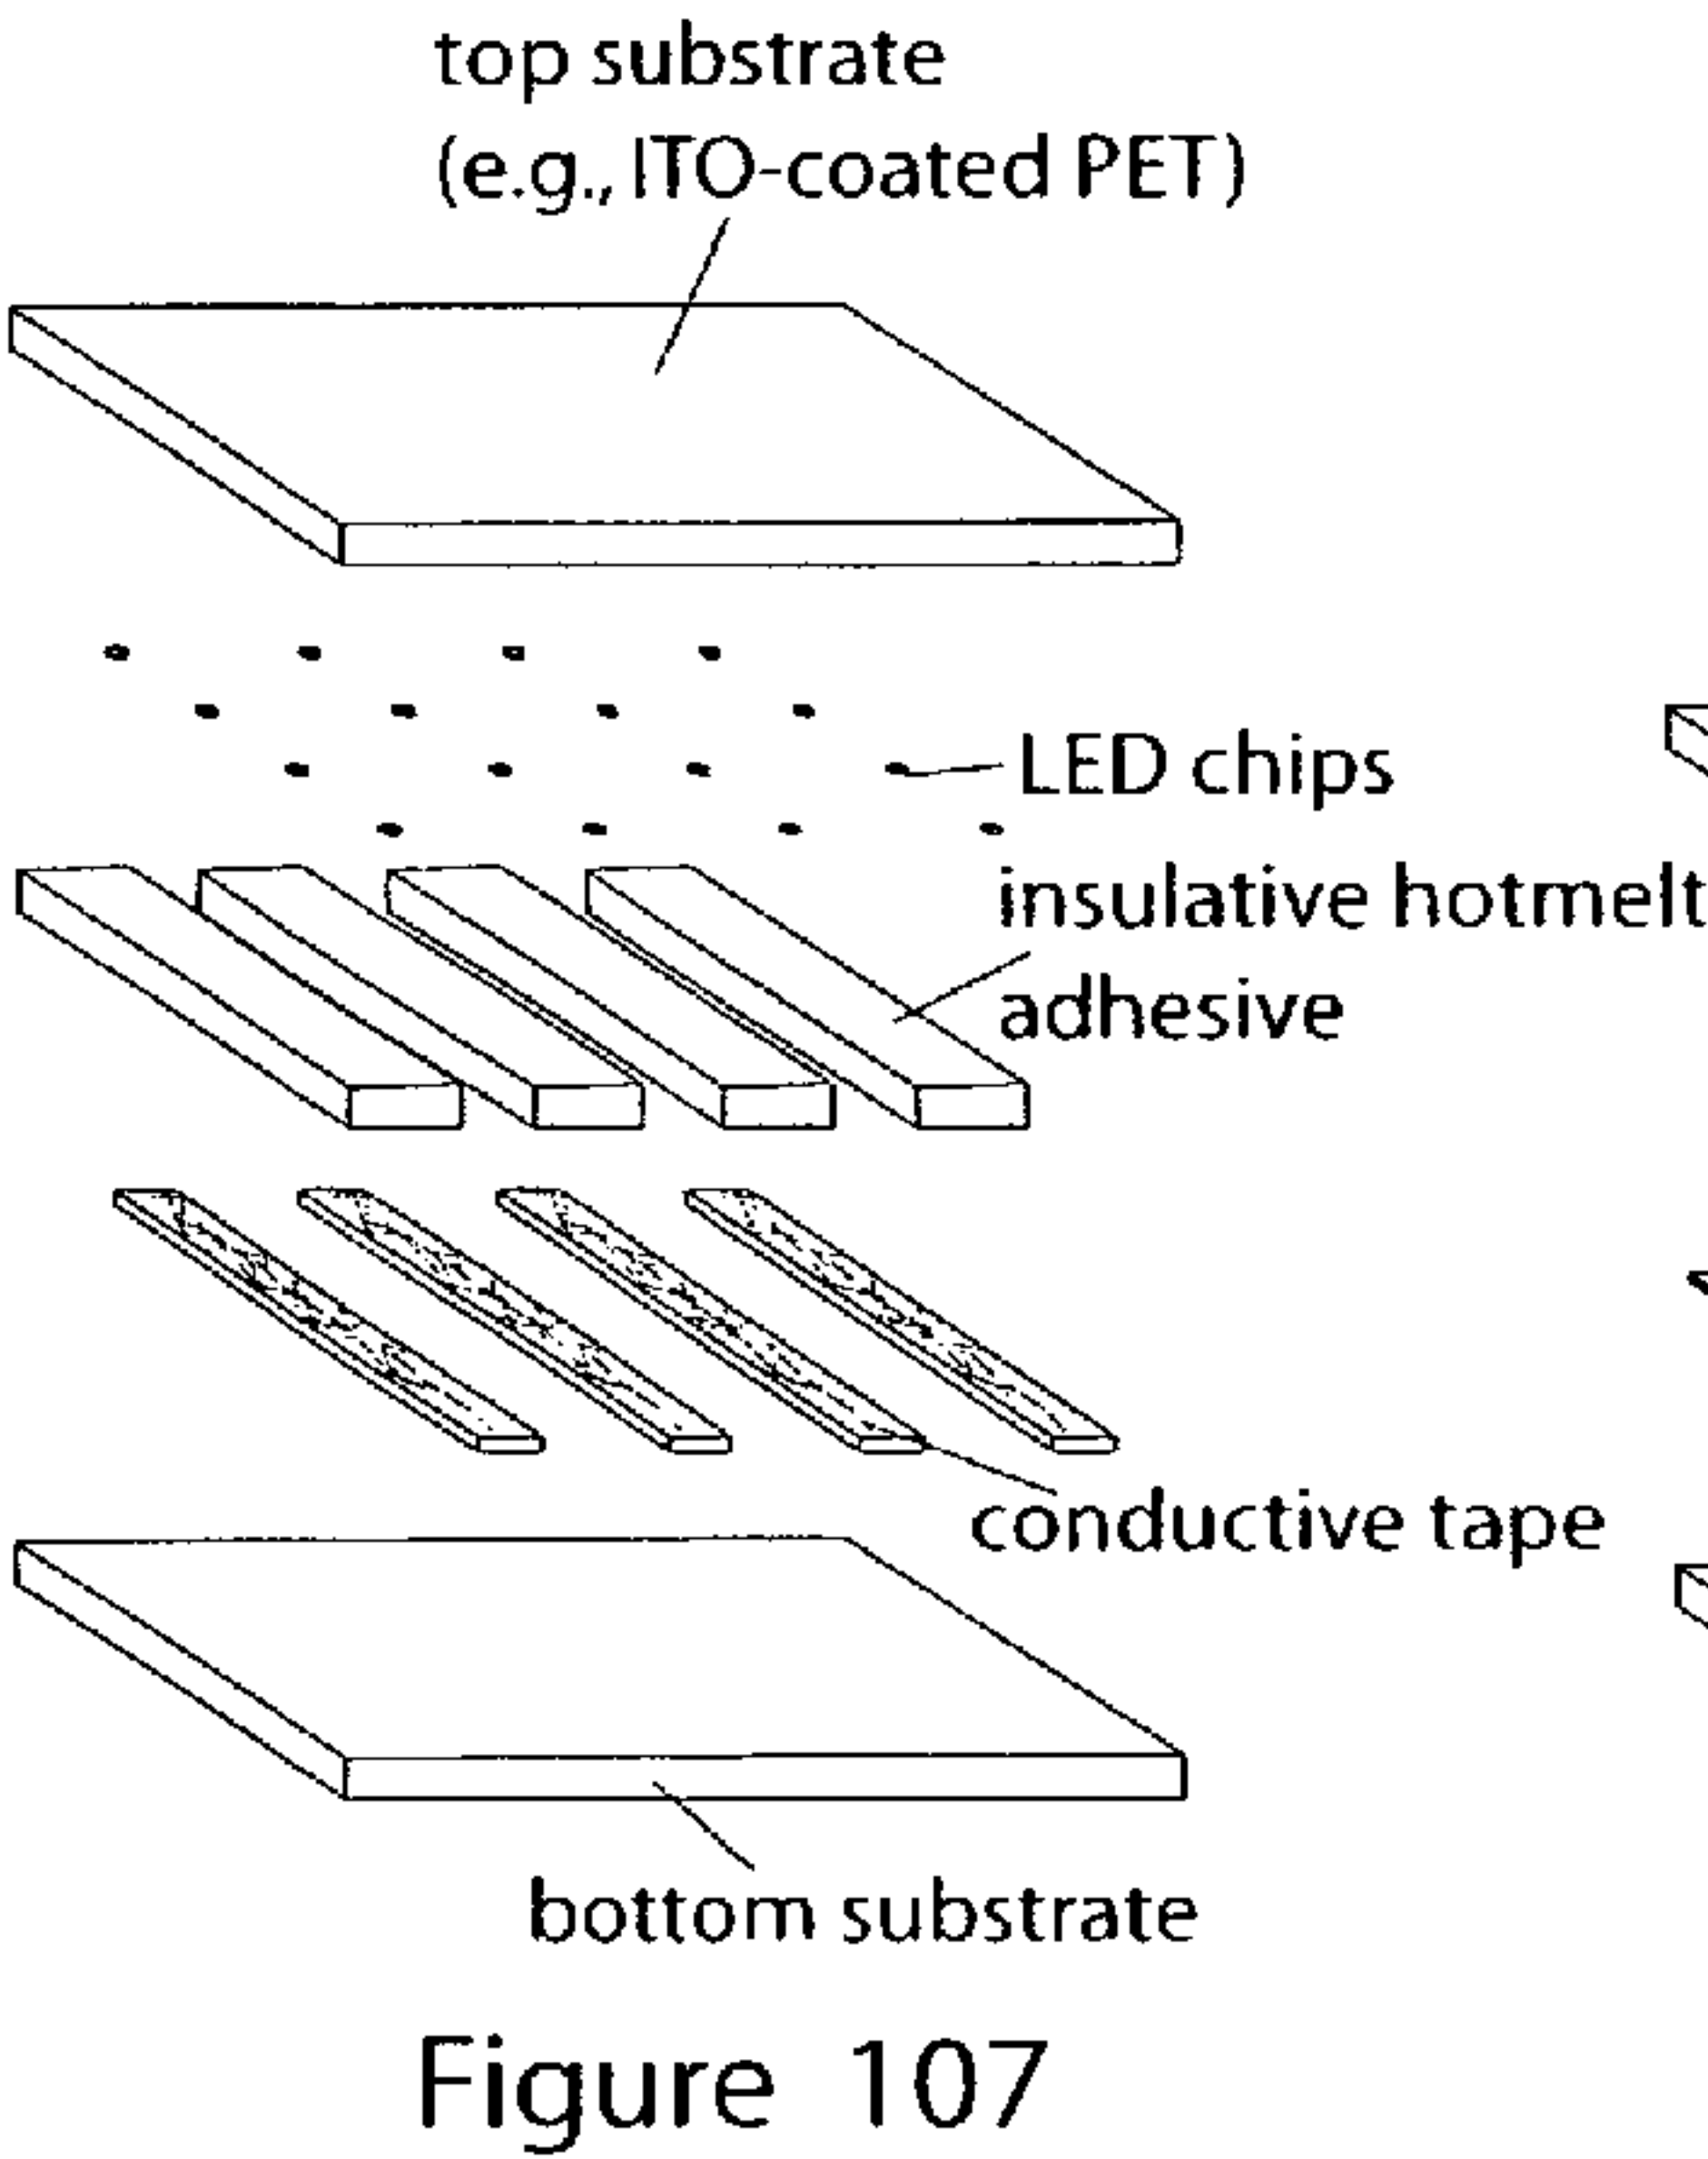 top substrate
(e.g., ITO-coated PET)
LED chips
insulative hotmelt
adhesive
conductive tape
bottom substrate
Figure 107